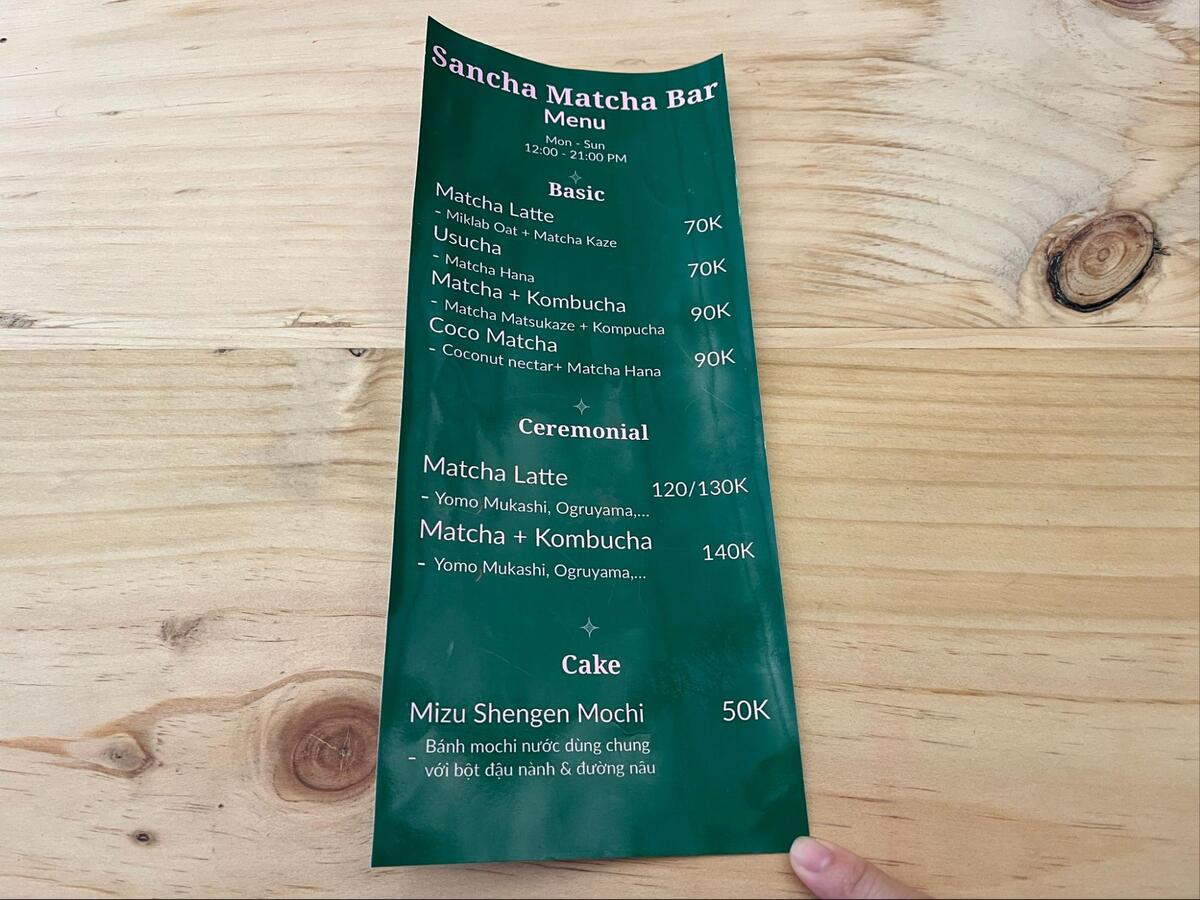 Sancha Matcha Bar
Menu
Mon - Sun
12:00 - 21:00 PM
Basic
Matcha Latte
- Miklab Oat + Matcha Kaze
70K
Usucha
- Matcha Hana
70K
Matcha + Kombucha
- Matcha Matsukaze + Kompucha
90K
Coco Matcha
- Coconut nectar+ Matcha Hana
90K
Ceremonial
Matcha Latte
120/130K
- Yomo Mukashi, Ogruyama,...
Matcha + Kombucha
140K
- Yomo Mukashi, Ogruyama,...
Cake
Mizu Shengen Mochi 50K
- Bánh mochi nước dùng chung
với bột đậu nành & đường nâu